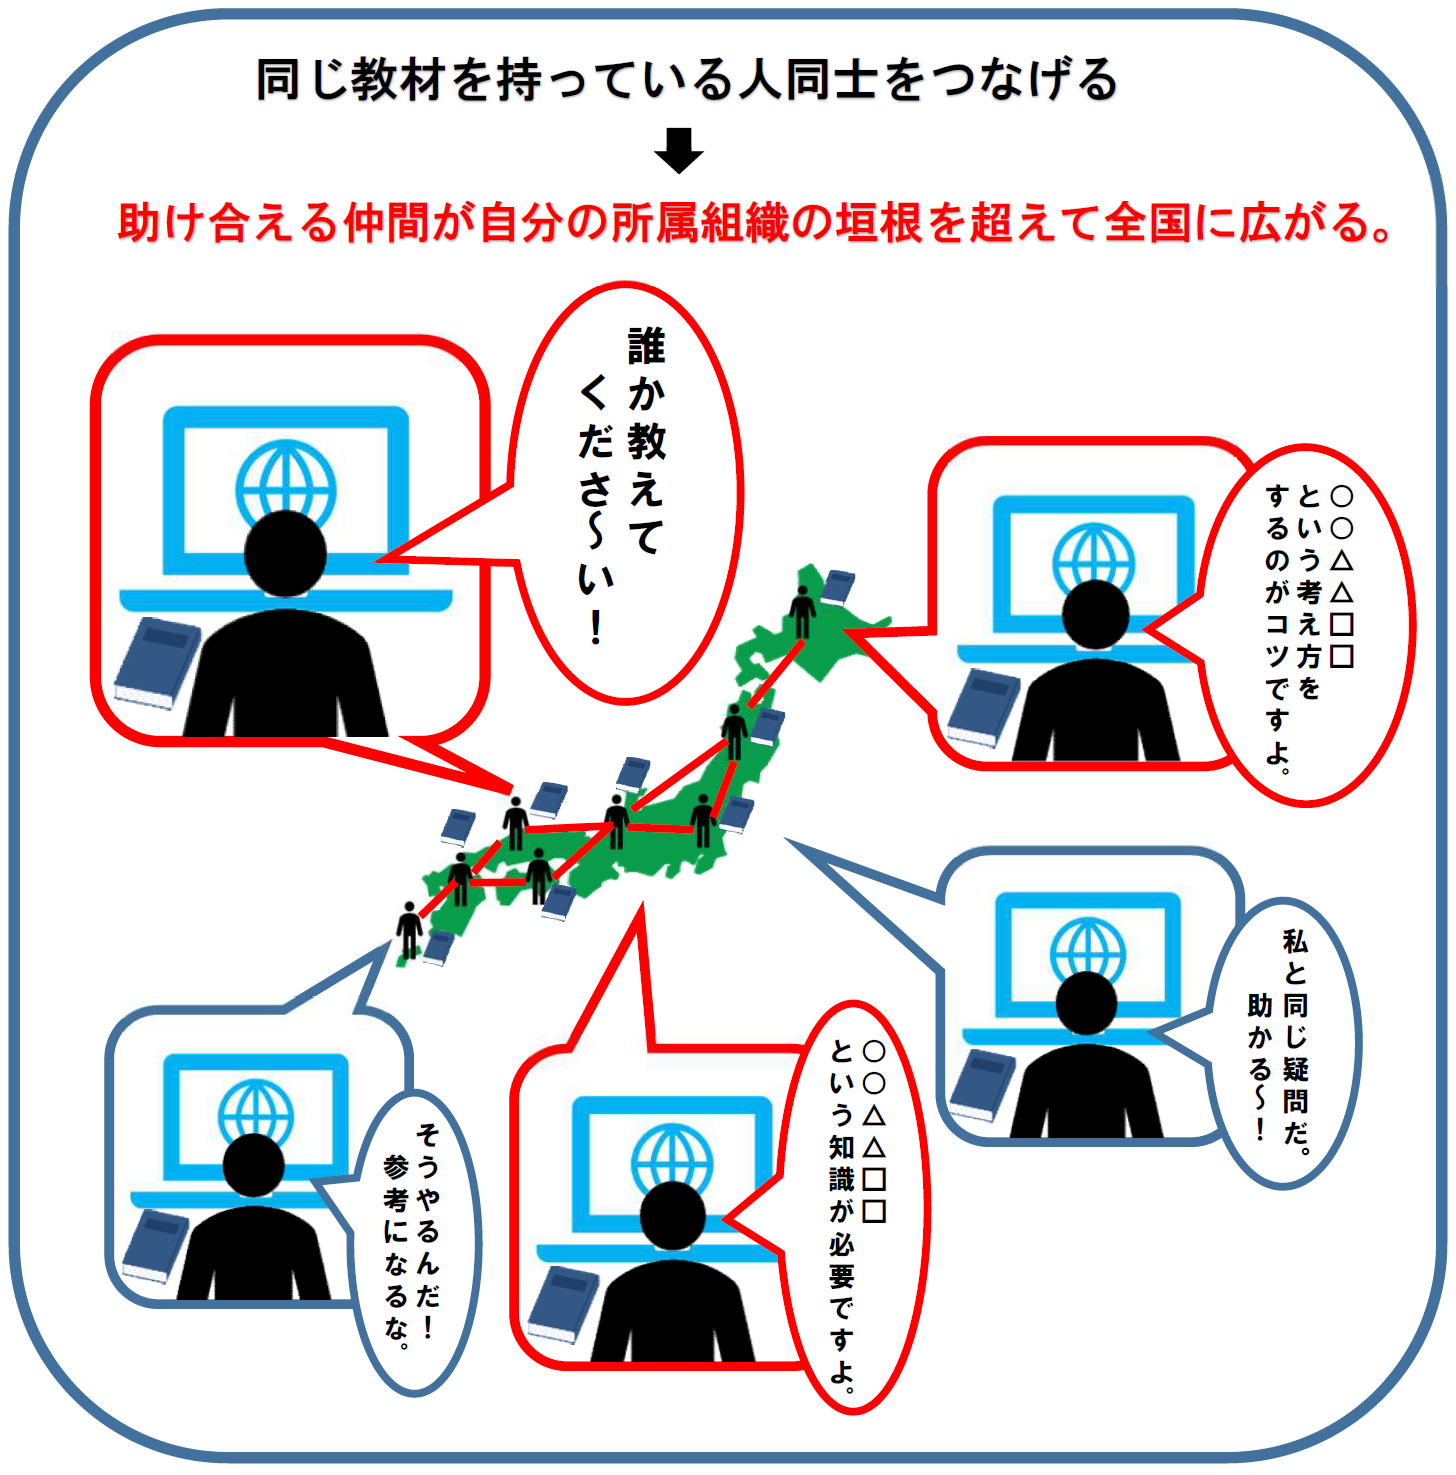 同じ教材を持っている人同士をつなげる
助け合える仲間が自分の所属組織の垣根を超えて全国に広がる。
誰か教えて
くださ～い！
○○△△□□
という考え方を
するのがコツですよ。
私と同じ疑問だ。
助かる～！
そうやるんだ！
参考になるな。
○○△△□□
という知識が必要ですよ。